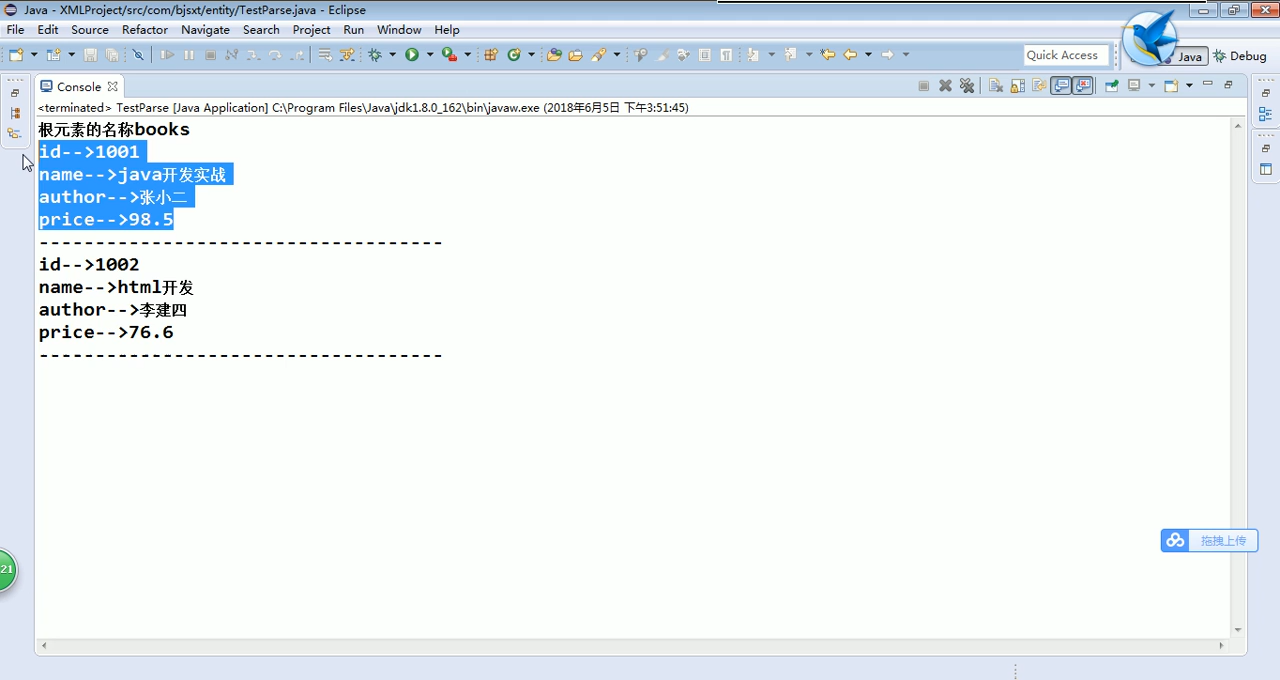 Java - XMLProject/src/com/bjsxt/entity/TestParse.java - Eclipse
File Edit Source Refactor Navigate Search Project Run Window Help
Quick Access
Java
Debug
Console
<terminated> TestParse [Java Application] C:\Program Files\Java\jdk1.8.0_162\bin\javaw.exe (2018年6月5日 下午3:51:45)
根元素的名称books
id-->1001
name-->java开发实战
author-->张小二
price-->98.5
------------------------------------
id-->1002
name-->html开发
author-->李建四
price-->76.6
------------------------------------
拖拽上传
21